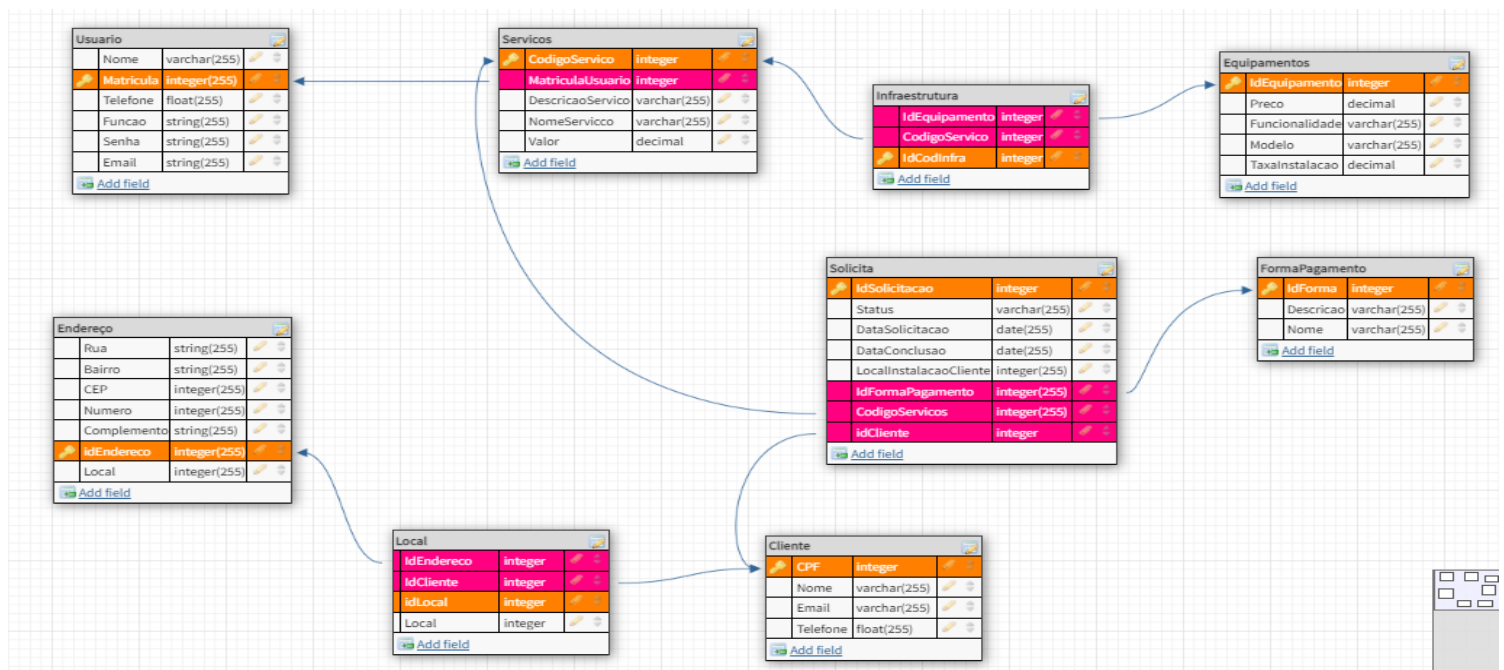 Usuario
Nome varchar(255)
Matricula integer(255)
Telefone float(255)
Funcao string(255)
Senha string(255)
Email string(255)
Add field
Servicos
CodigoServico integer
MatriculaUsuario integer
DescricaoServico varchar(255)
NomeServicco varchar(255)
Valor decimal
Add field
Infraestrutura
IdEquipamento integer
CodigoServico integer
IdCodInfra integer
Add field
Equipamentos
IdEquipamento integer
Preco decimal
Funcionalidade varchar(255)
Modelo varchar(255)
TaxaInstalacao decimal
Add field
Solicita
IdSolicitacao integer
Status varchar(255)
DataSolicitacao date(255)
DataConclusao date(255)
LocalInstalacaoCliente integer(255)
IdFormaPagamento integer(255)
CodigoServicos integer(255)
idCliente integer
Add field
FormaPagamento
IdForma integer
Descricao varchar(255)
Nome varchar(255)
Add field
Endereço
Rua string(255)
Bairro string(255)
CEP integer(255)
Numero integer(255)
Complemento string(255)
idEndereco integer(255)
Local integer(255)
Add field
Local
IdEndereco integer
IdCliente integer
idLocal integer
Local integer
Add field
Cliente
CPF integer
Nome varchar(255)
Email varchar(255)
Telefone float(255)
Add field